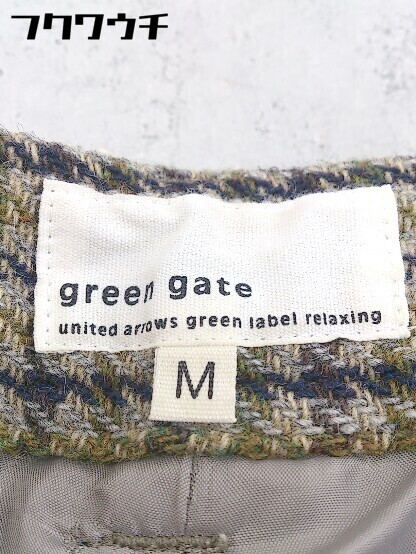 フクワウチ
green gate
united arrows green label relaxing
M